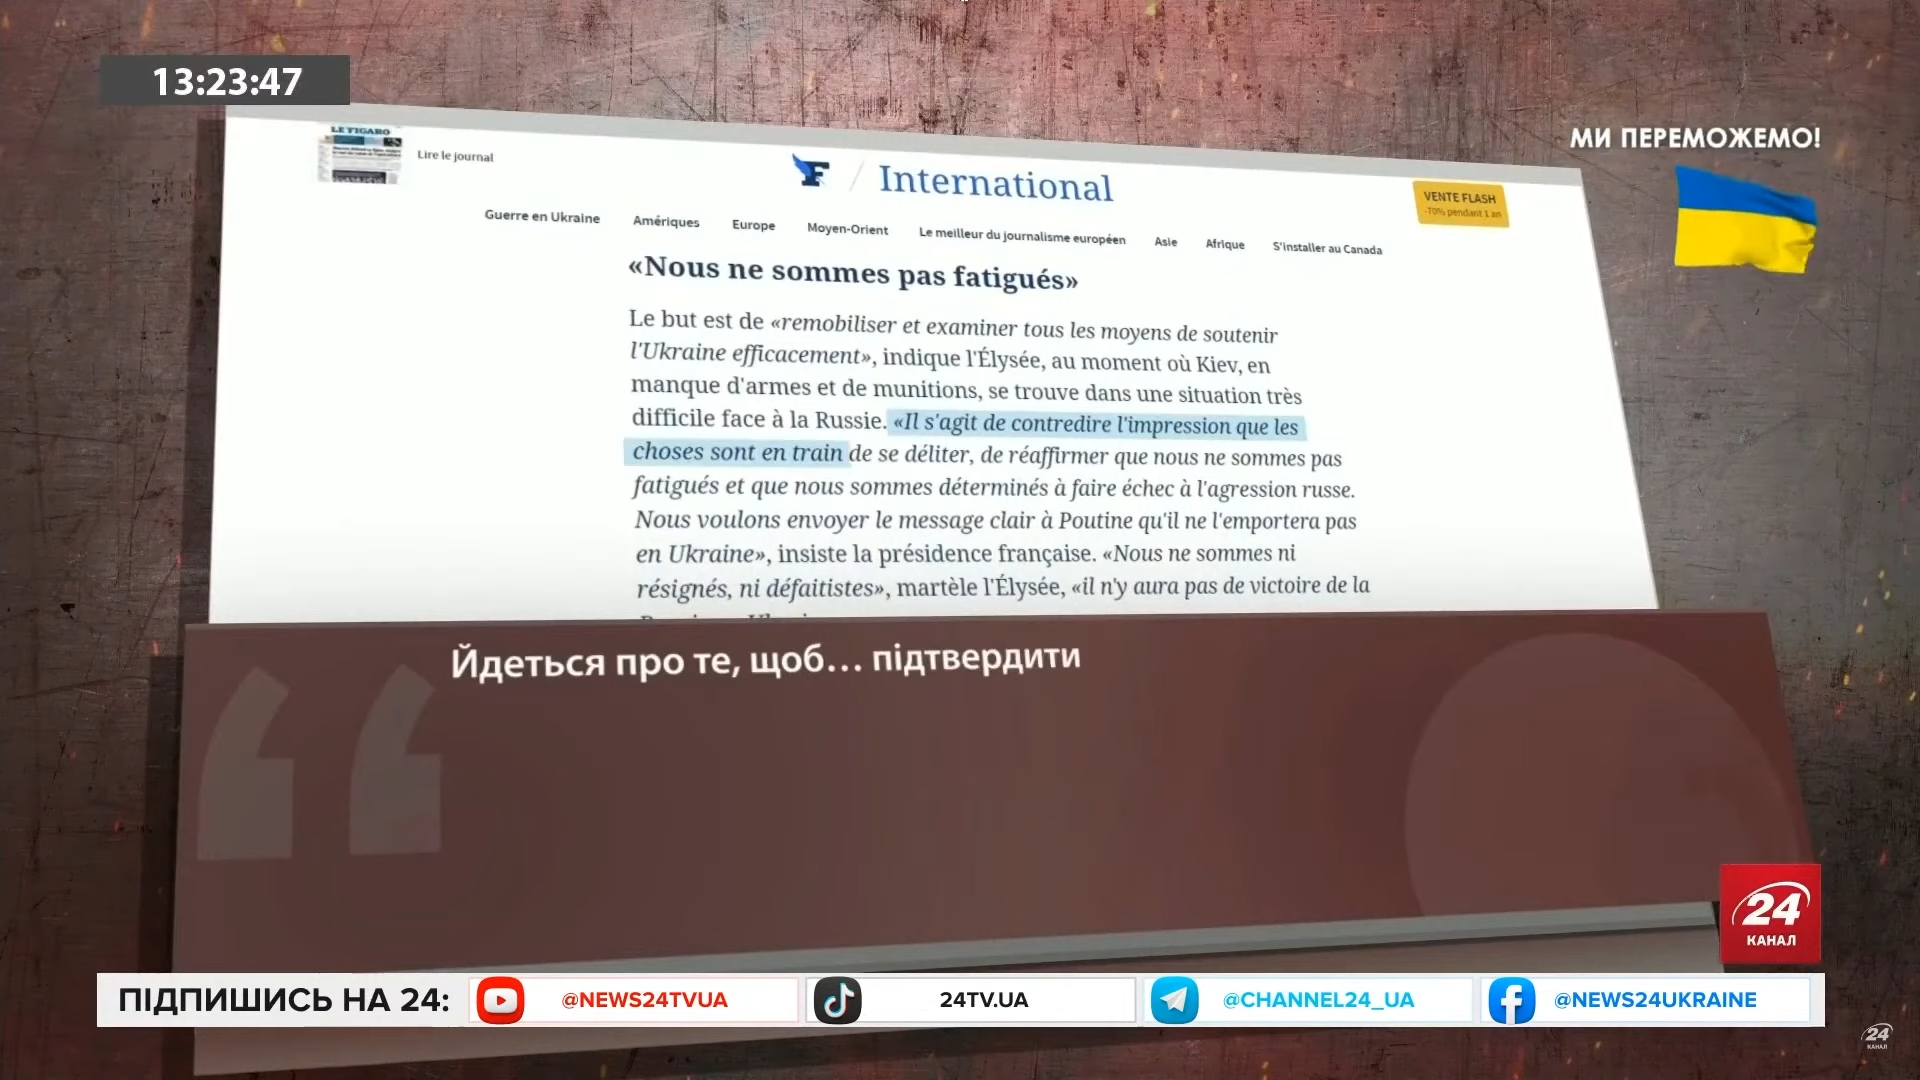 13:23:47
МИ ПЕРЕМОЖЕМО!
LE FIGARO
Lire le journal
F / International
VENTE FLASH
-70% pendant 1 an
Guerre en Ukraine Amériques Europe Moyen-Orient Le meilleur du journalisme européen Asie Afrique S'installer au Canada
«Nous ne sommes pas fatigués»
Le but est de «remobiliser et examiner tous les moyens de soutenir
l'Ukraine efficacement», indique l'Élysée, au moment où Kiev, en
manque d'armes et de munitions, se trouve dans une situation très
difficile face à la Russie. «Il s'agit de contredire l'impression que les
choses sont en train de se déliter, de réaffirmer que nous ne sommes pas
fatigués et que nous sommes déterminés à faire échec à l'agression russe.
Nous voulons envoyer le message clair à Poutine qu'il ne l'emportera pas
en Ukraine», insiste la présidence française. «Nous ne sommes ni
résignés, ni défaitistes», martèle l'Élysée, «il n'y aura pas de victoire de la
Йдеться про те, щоб... підтвердити
24
КАНАЛ
ПІДПИШИСЬ НА 24: @NEWS24TVUA 24TV.UA @CHANNEL24_UA @NEWS24UKRAINE
24
КАНАЛ